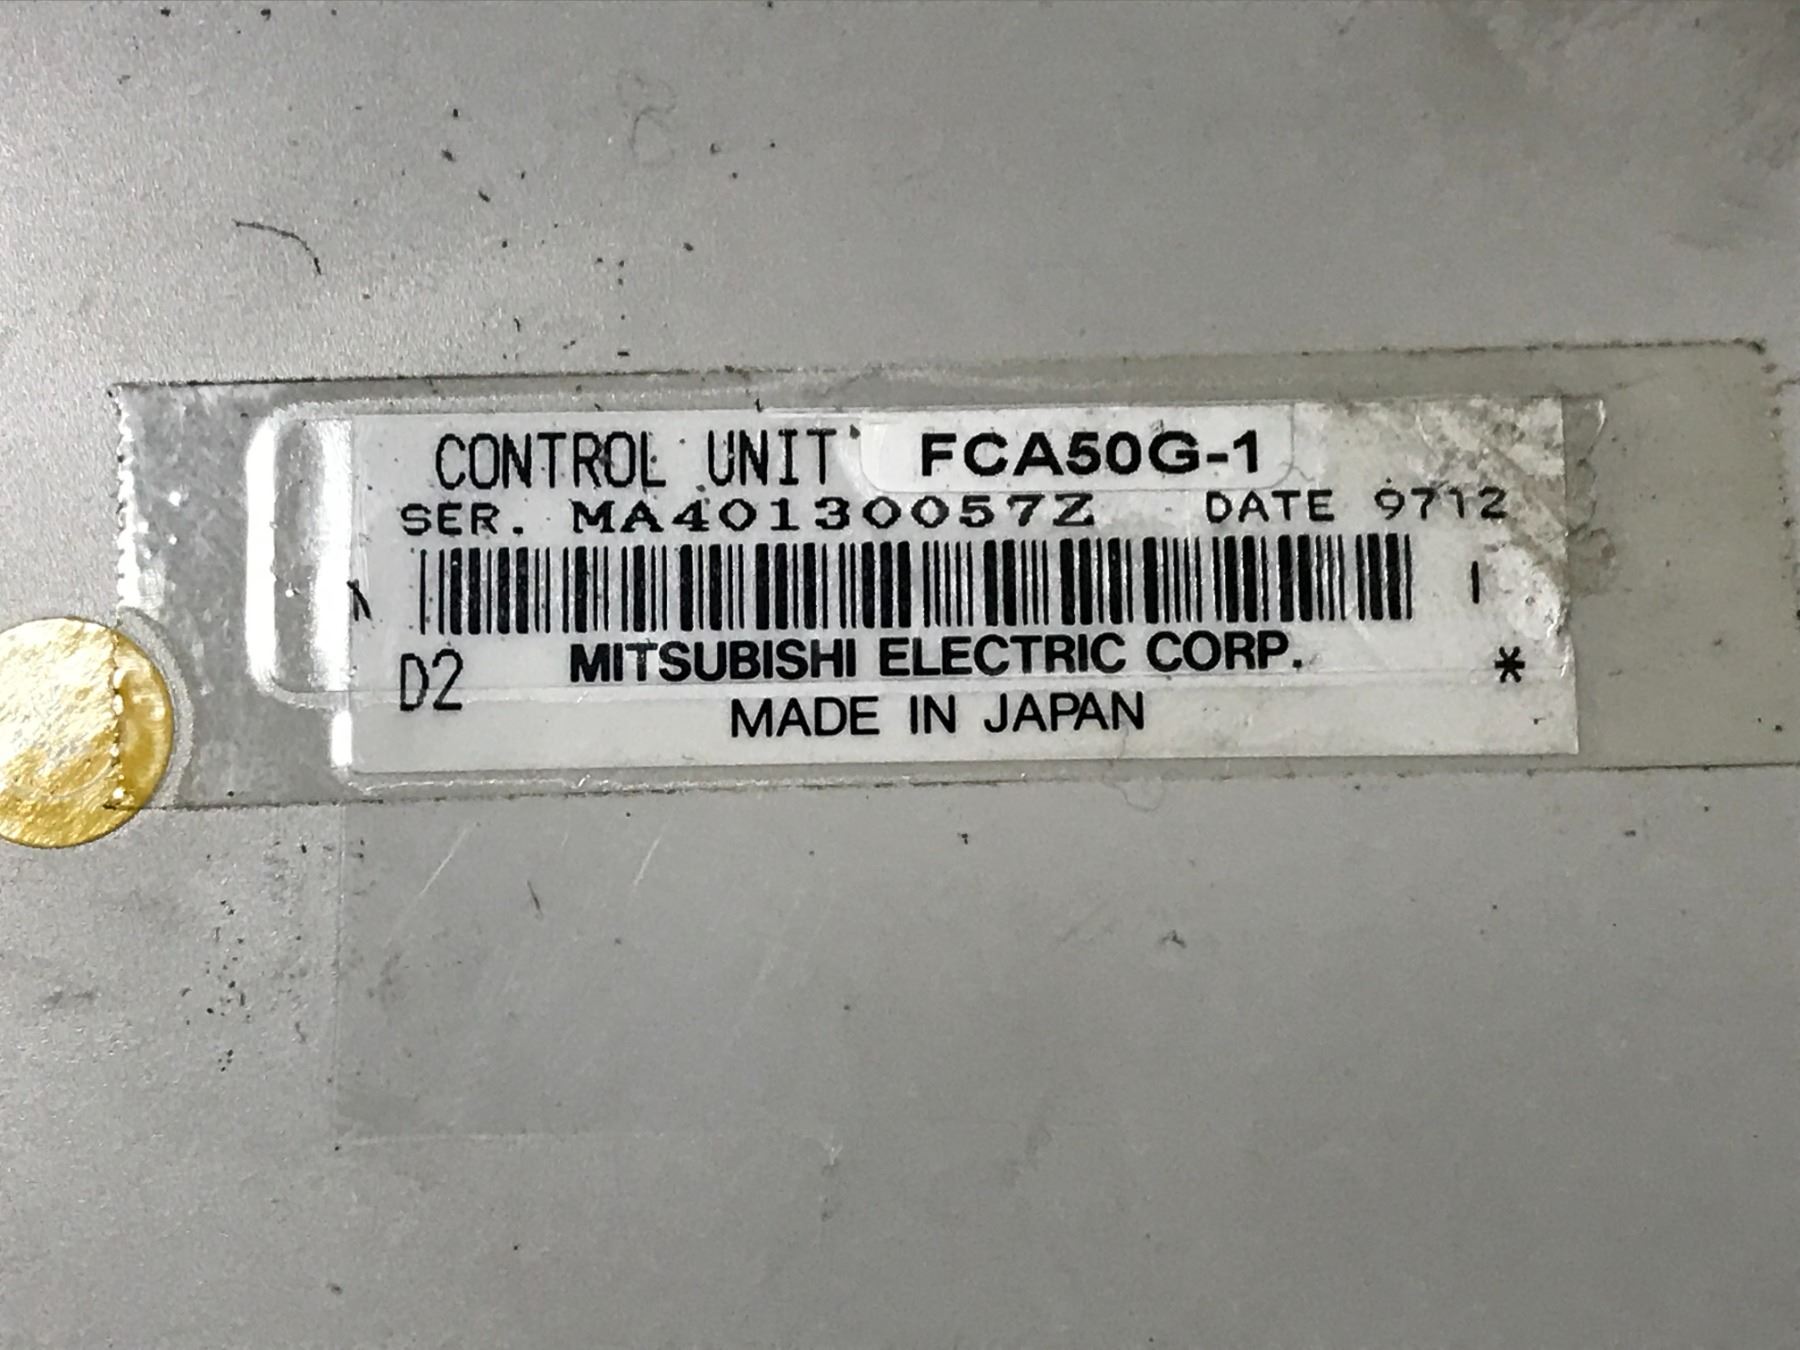 CONTROL UNIT FCA50G-1
SER. MA40130057Z DATE 9712
D2 MITSUBISHI ELECTRIC CORP. *
MADE IN JAPAN